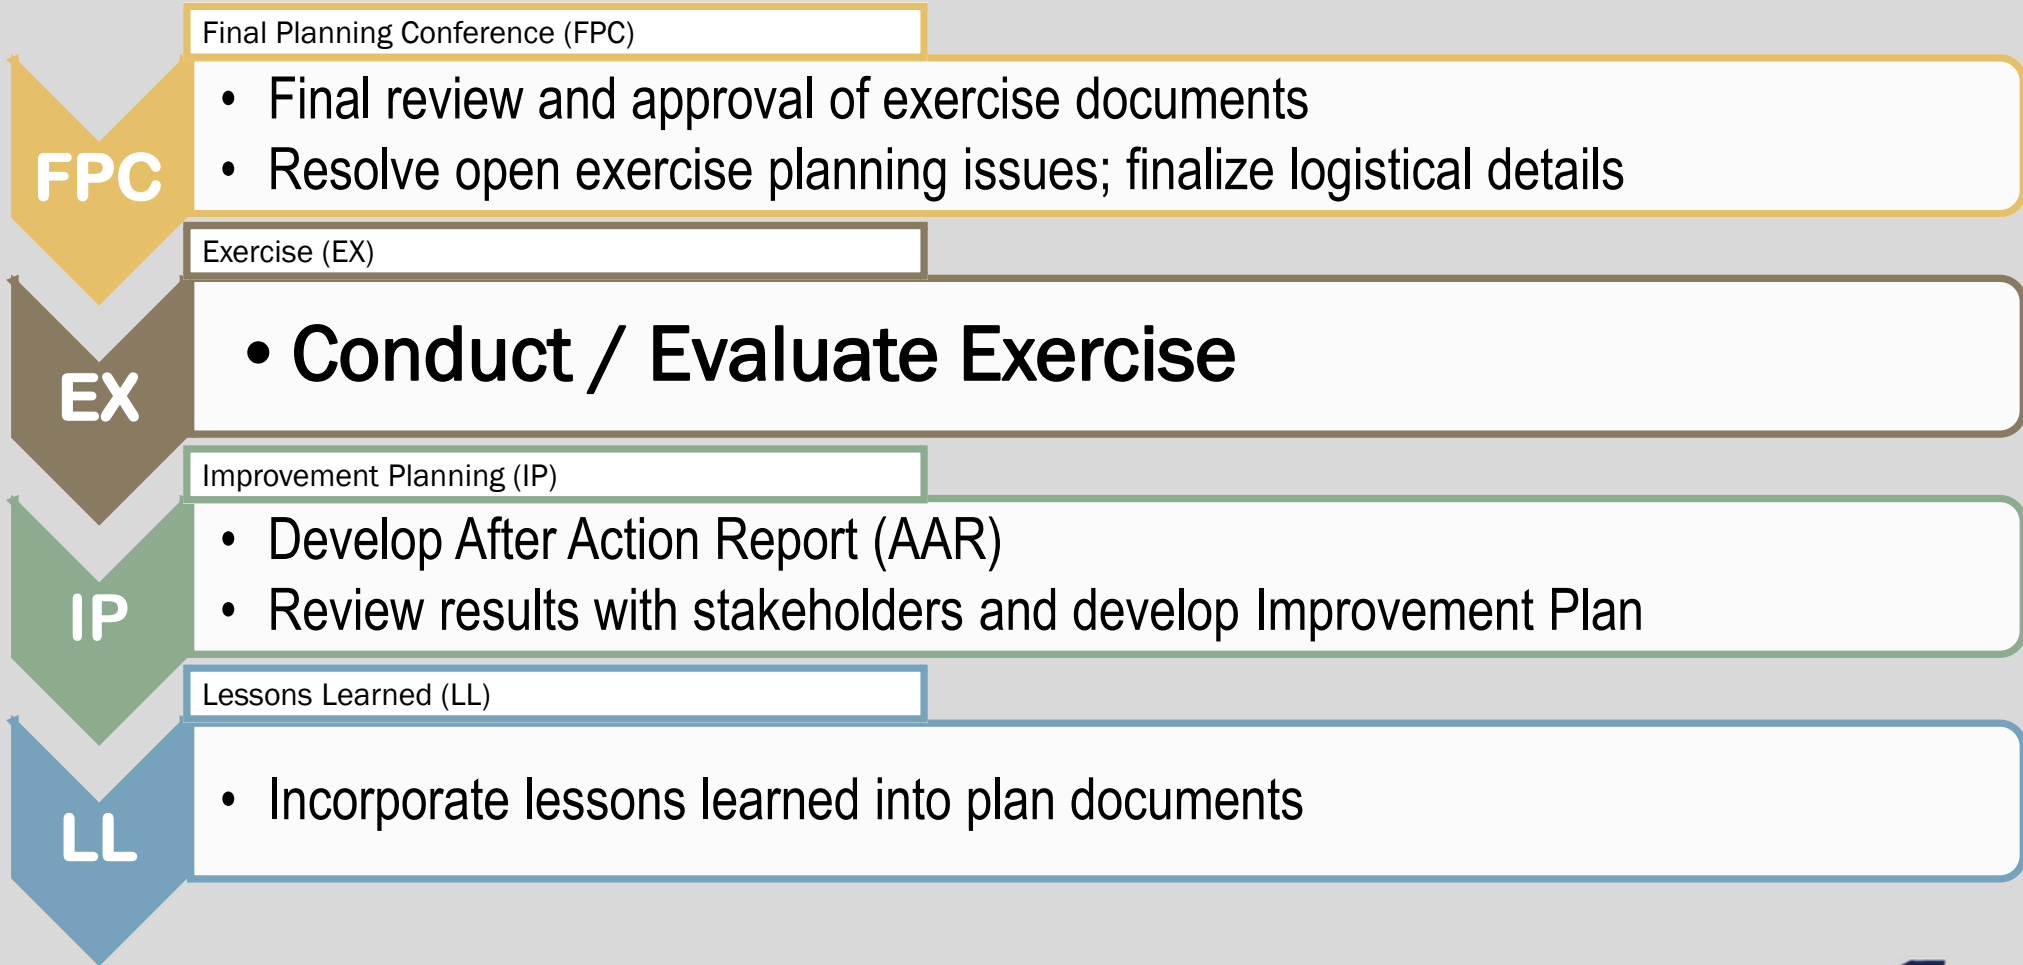 Final Planning Conference (FPC)
FPC
• Final review and approval of exercise documents
• Resolve open exercise planning issues; finalize logistical details
Exercise (EX)
EX
• Conduct / Evaluate Exercise
Improvement Planning (IP)
IP
• Develop After Action Report (AAR)
• Review results with stakeholders and develop Improvement Plan
Lessons Learned (LL)
LL
• Incorporate lessons learned into plan documents